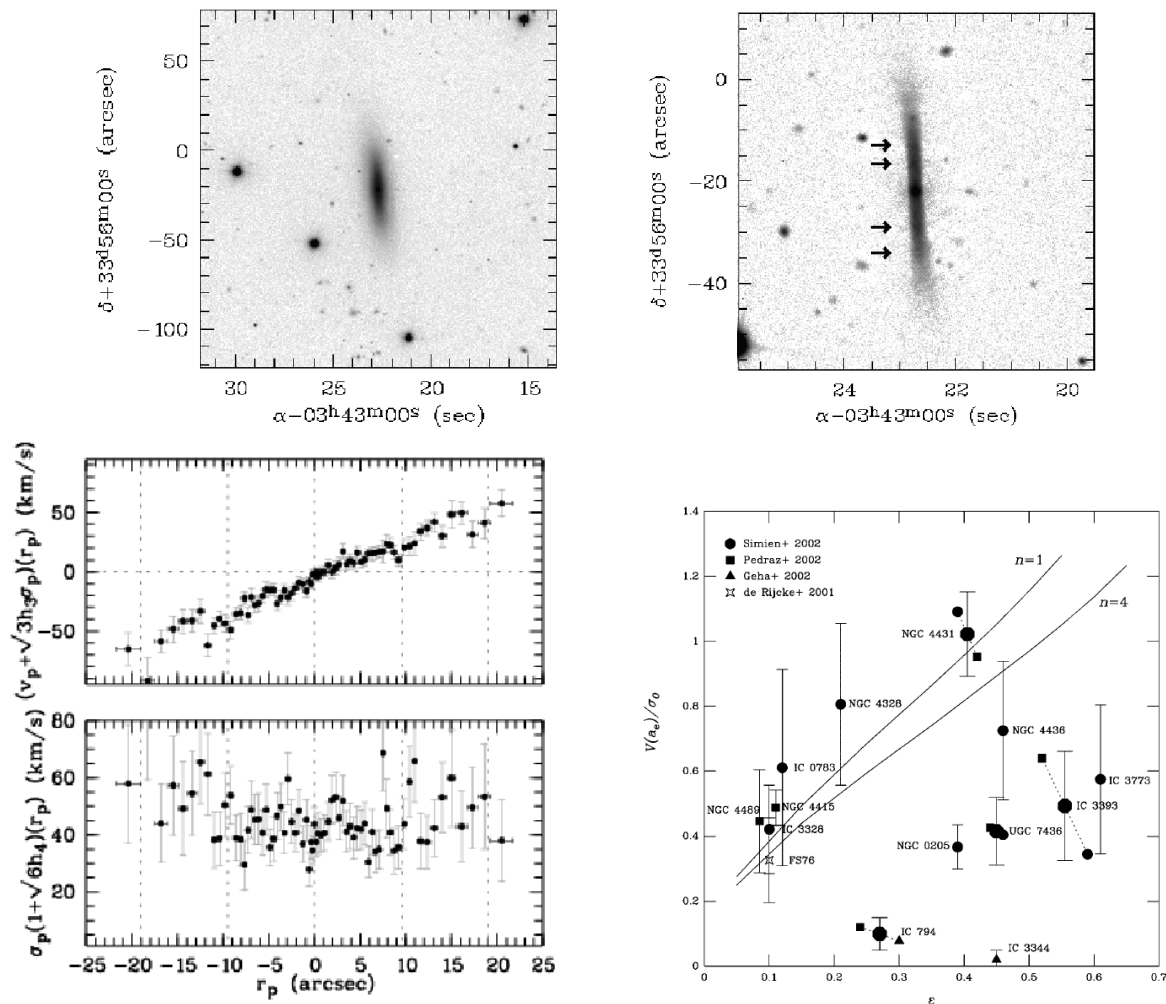 50
0
−50
−100
δ+33ᵈ56ᵐ00ˢ (arcsec)
30
25
20
15
α−03ʰ43ᵐ00ˢ (sec)
0
−20
−40
δ+33ᵈ56ᵐ00ˢ (arcsec)
24
22
20
α−03ʰ43ᵐ00ˢ (sec)
50
0
−50
(vₚ+√3h₃σₚ)(rₚ) (km/s)
80
60
40
20
σₚ(1+√6h₄)(rₚ) (km/s)
−25 −20 −15 −10 −5 0 5 10 15 20 25
rₚ (arcsec)
1.4
1.2
1
0.8
0.6
0.4
0.2
0
V(aₑ)/σ₀
Simien+ 2002
Pedraz+ 2002
Geha+ 2002
de Rijcke+ 2001
n=1
n=4
NGC 4431
NGC 4328
NGC 4436
IC 0783
IC 3773
NGC 4489
NGC 4415
IC 3393
IC 3328
UGC 7436
NGC 0205
FS76
IC 794
IC 3344
0 0.1 0.2 0.3 0.4 0.5 0.6 0.7
ε